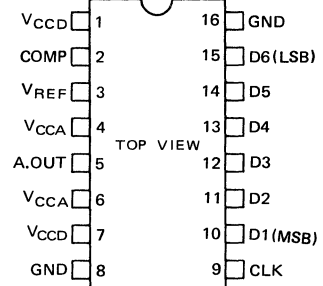 VCCD 1 16 GND
COMP 2 15 D6(LSB)
VREF 3 14 D5
VCCA 4 13 D4
TOP VIEW
A.OUT 5 12 D3
VCCA 6 11 D2
VCCD 7 10 D1(MSB)
GND 8 9 CLK